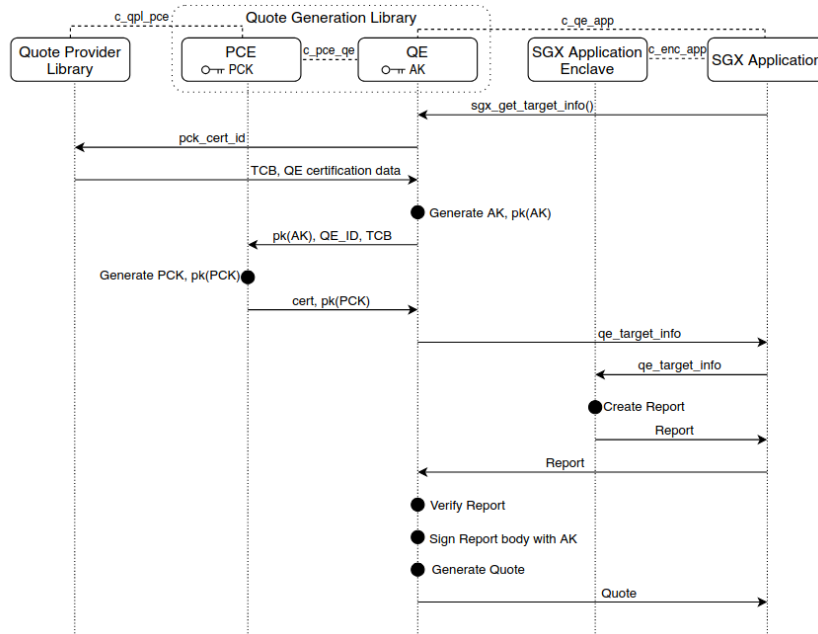 Quote Generation Library
c_qpl_pce
c_qe_app
Quote Provider
Library
PCE
PCK
c_pce_qe
QE
AK
SGX Application
Enclave
c_enc_app
SGX Application
sgx_get_target_info()
pck_cert_id
TCB, QE certification data
Generate AK, pk(AK)
pk(AK), QE_ID, TCB
Generate PCK, pk(PCK)
cert, pk(PCK)
qe_target_info
qe_target_info
Create Report
Report
Report
Verify Report
Sign Report body with AK
Generate Quote
Quote